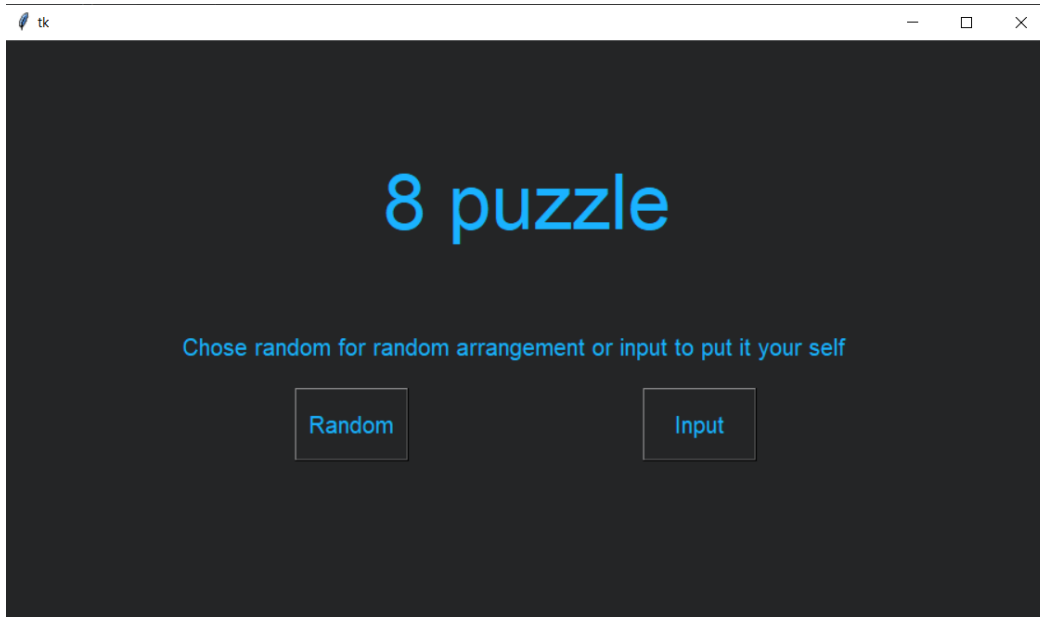 tk
8 puzzle
Chose random for random arrangement or input to put it your self
Random
Input